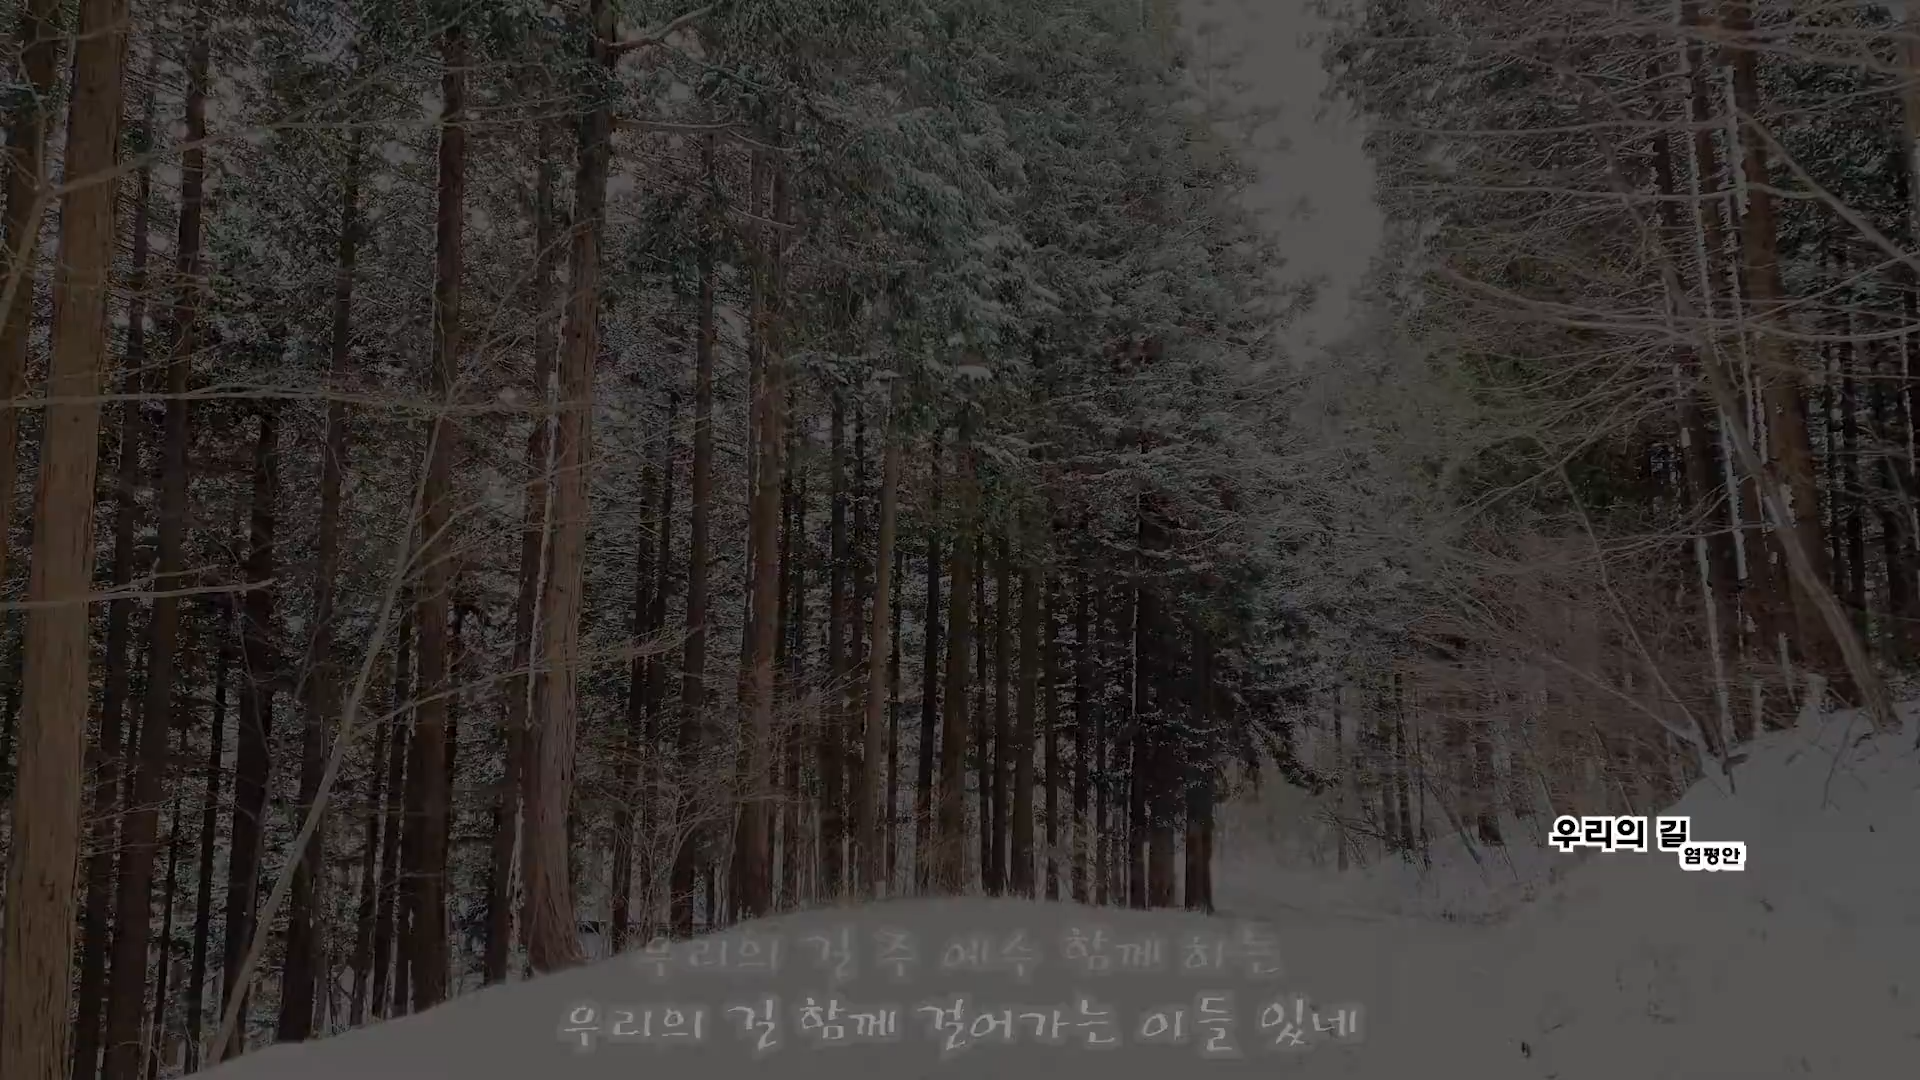 우리의 길
염평안
우리의 길 주 예수 함께 하는
우리의 길 함께 걸어가는 이들 있네